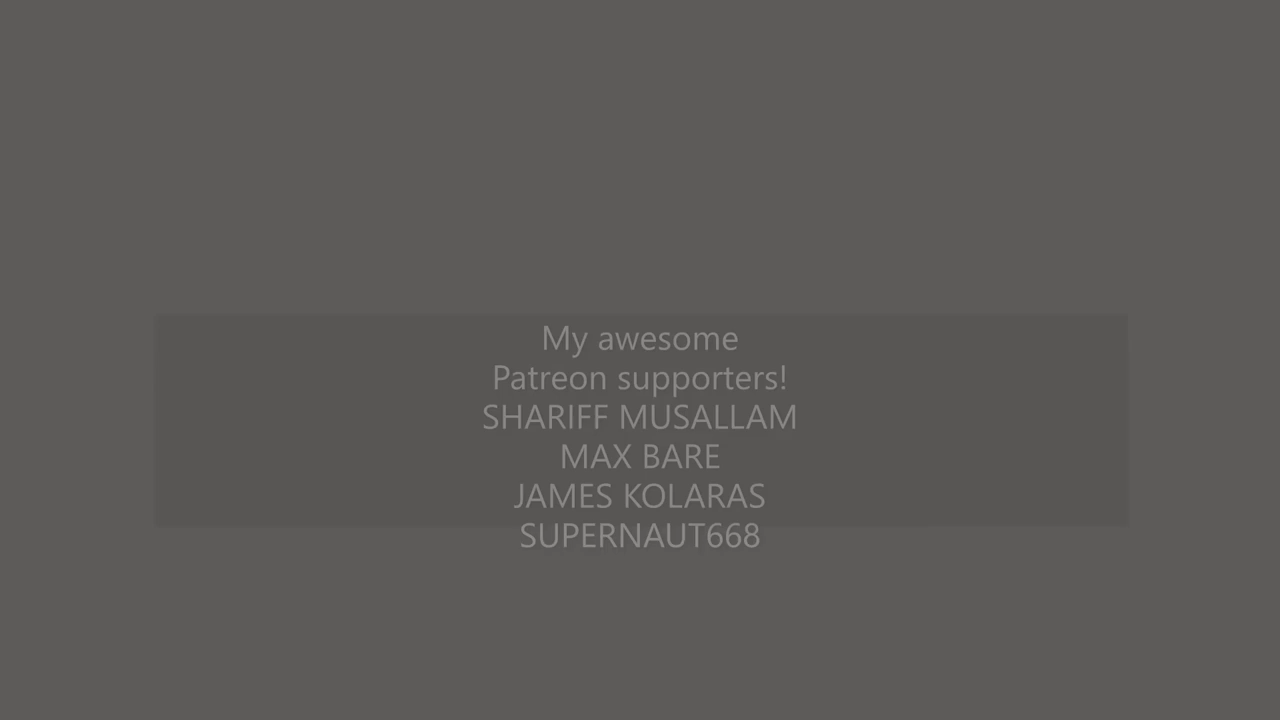 My awesome
Patreon supporters!
SHARIFF MUSALLAM
MAX BARE
JAMES KOLARAS
SUPERNAUT668